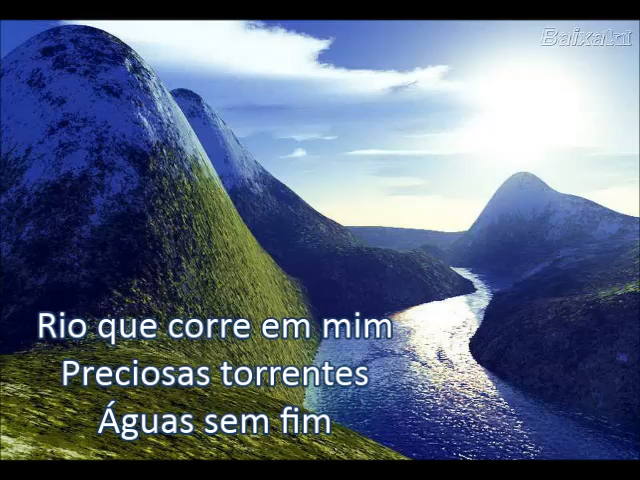 Baixaki
Rio que corre em mim
Preciosas torrentes
Águas sem fim